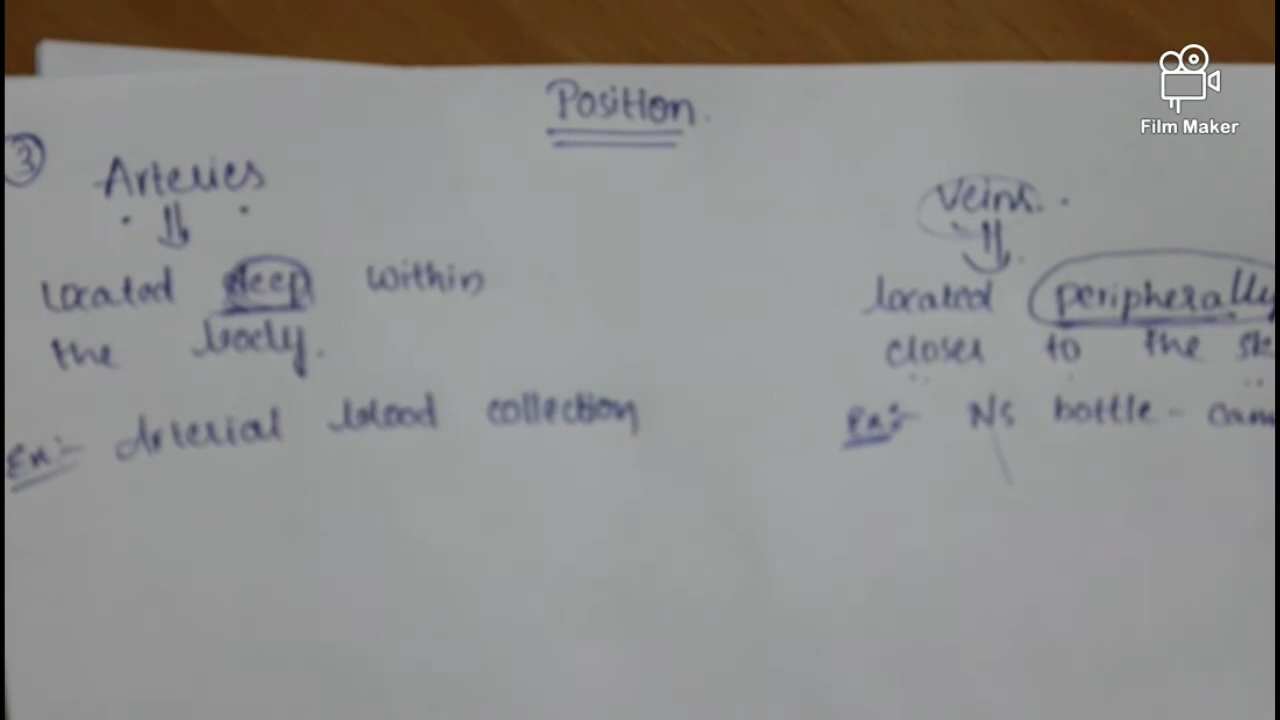 Position.
③
Arteries
⇓
Located deep within
the body.
Ex:- Arterial blood collection
Veins.
⇓
located peripherally
closer to the
Ex:- Ns bottle -
Film Maker